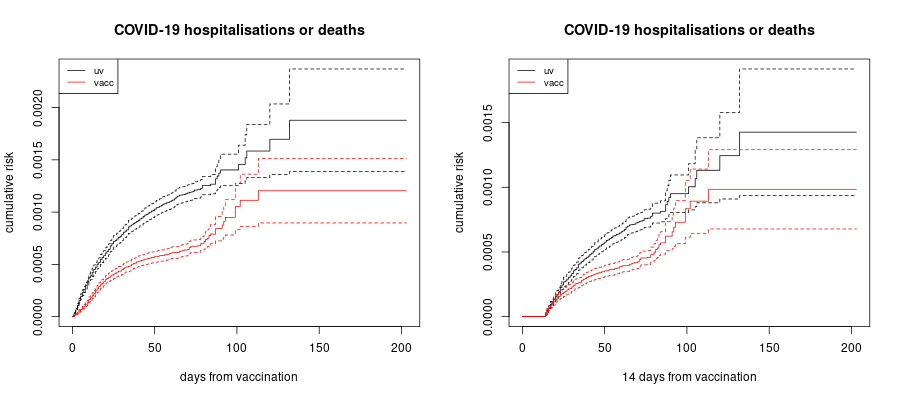 COVID-19 hospitalisations or deaths
uv
vacc
cumulative risk
0.0000
0.0005
0.0010
0.0015
0.0020
0
50
100
150
200
days from vaccination
COVID-19 hospitalisations or deaths
uv
vacc
cumulative risk
0.0000
0.0005
0.0010
0.0015
0
50
100
150
200
14 days from vaccination